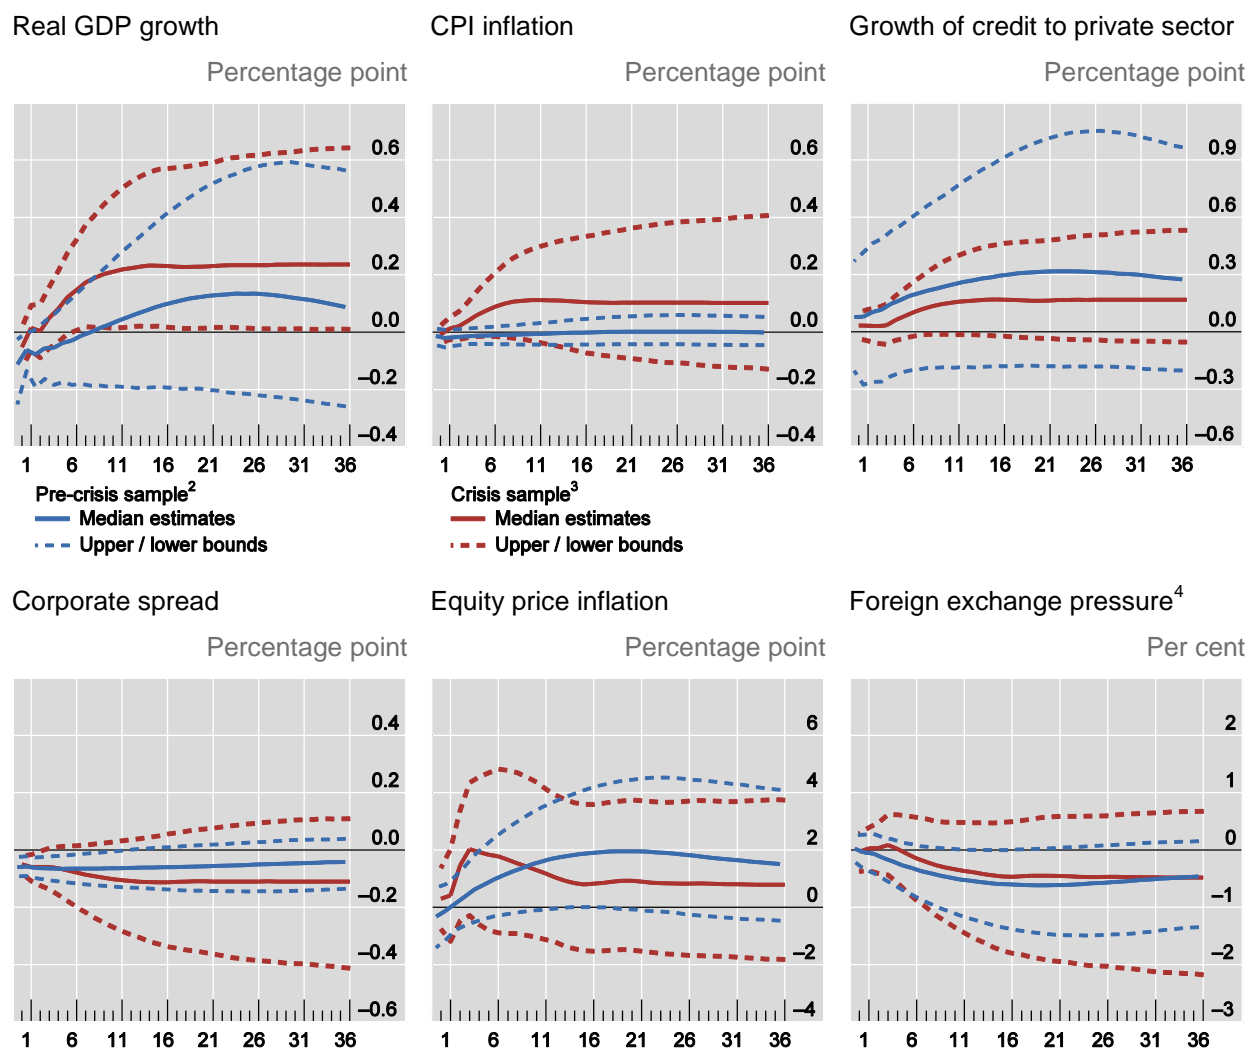 Real GDP growth
CPI inflation
Growth of credit to private sector
Percentage point
Percentage point
Percentage point
0.6
0.4
0.2
0.0
–0.2
–0.4
1 6 11 16 21 26 31 36
0.6
0.4
0.2
0.0
–0.2
–0.4
1 6 11 16 21 26 31 36
0.9
0.6
0.3
0.0
–0.3
–0.6
1 6 11 16 21 26 31 36
Pre-crisis sample²
Median estimates
Upper / lower bounds
Crisis sample³
Median estimates
Upper / lower bounds
Corporate spread
Equity price inflation
Foreign exchange pressure⁴
Percentage point
Percentage point
Per cent
0.4
0.2
0.0
–0.2
–0.4
–0.6
1 6 11 16 21 26 31 36
6
4
2
0
–2
–4
1 6 11 16 21 26 31 36
2
1
0
–1
–2
–3
1 6 11 16 21 26 31 36